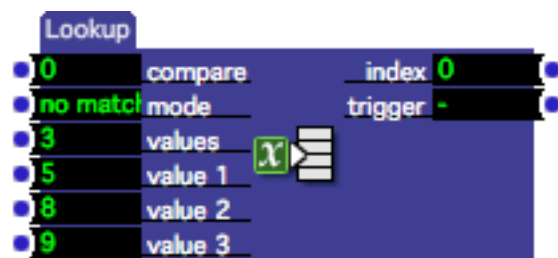 Lookup
0 compare index 0
no match mode trigger -
3 values
5 value 1
8 value 2
9 value 3